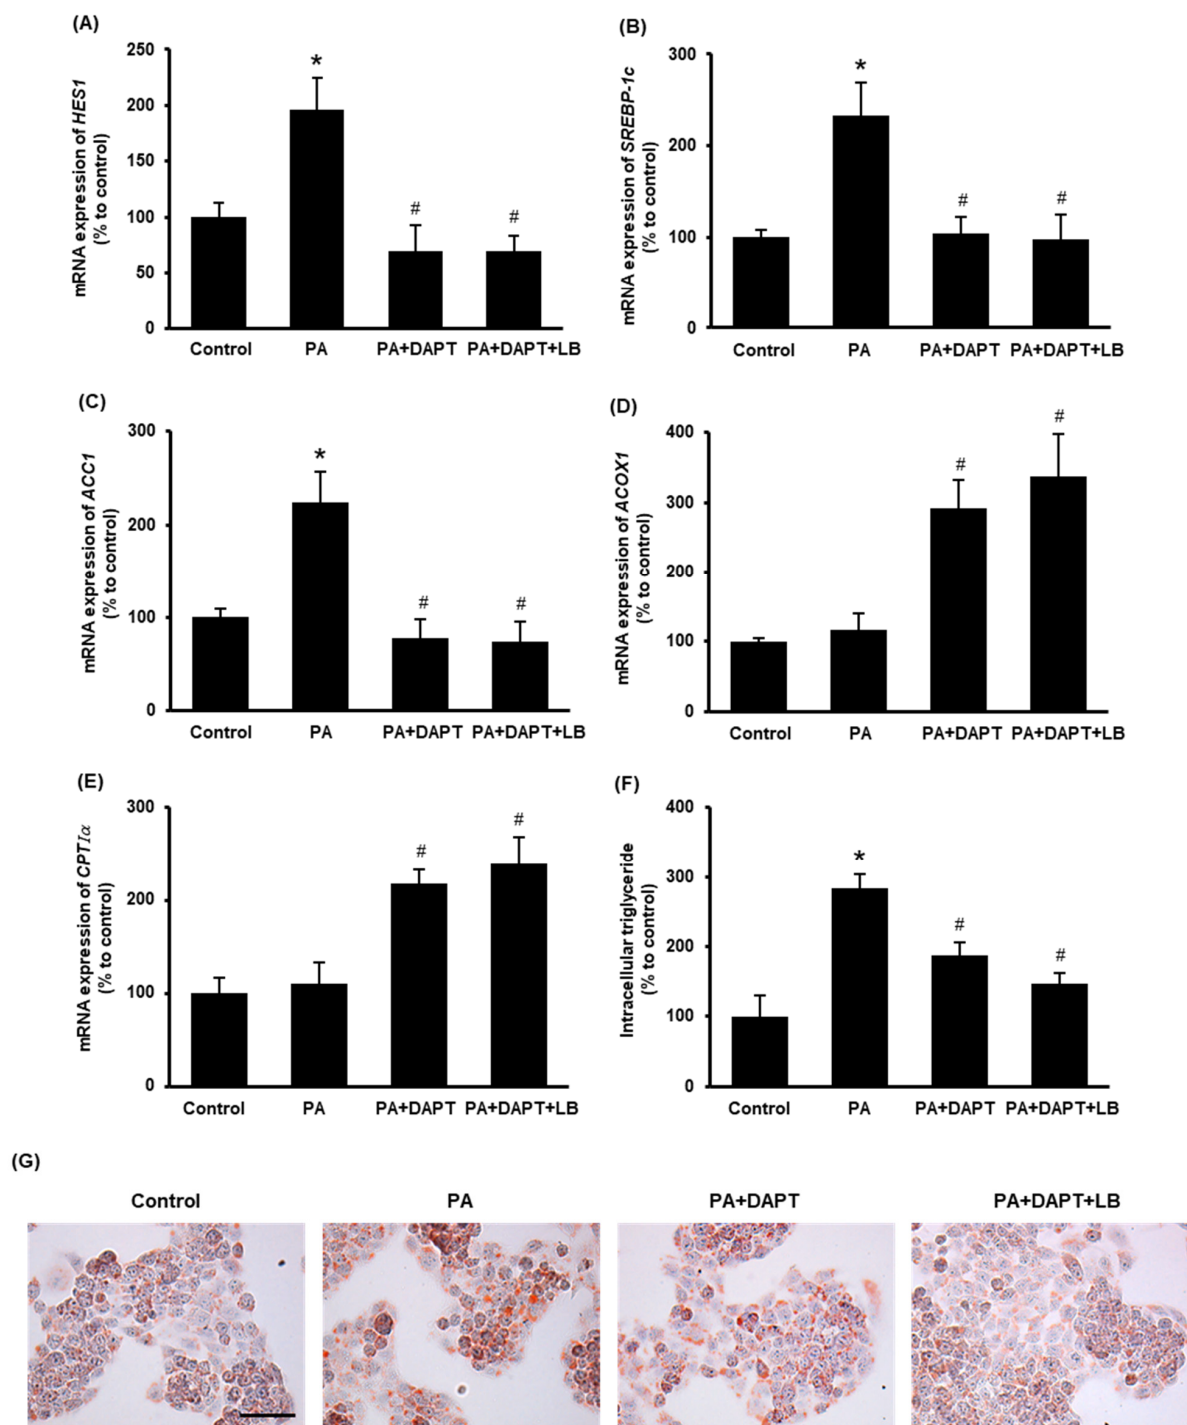 (A)
mRNA expression of HES1
(% to control)
250
200
150
100
50
0
*
#
#
Control PA PA+DAPT PA+DAPT+LB
(B)
mRNA expression of SREBP-1c
(% to control)
300
200
100
0
*
#
#
Control PA PA+DAPT PA+DAPT+LB
(C)
mRNA expression of ACC1
(% to control)
300
200
100
0
*
#
#
Control PA PA+DAPT PA+DAPT+LB
(D)
mRNA expression of ACOX1
(% to control)
400
300
200
100
0
#
#
Control PA PA+DAPT PA+DAPT+LB
(E)
mRNA expression of CPTIα
(% to control)
300
200
100
0
#
#
Control PA PA+DAPT PA+DAPT+LB
(F)
Intracellular triglyceride
(% to control)
400
300
200
100
0
*
#
#
Control PA PA+DAPT PA+DAPT+LB
(G)
Control PA PA+DAPT PA+DAPT+LB